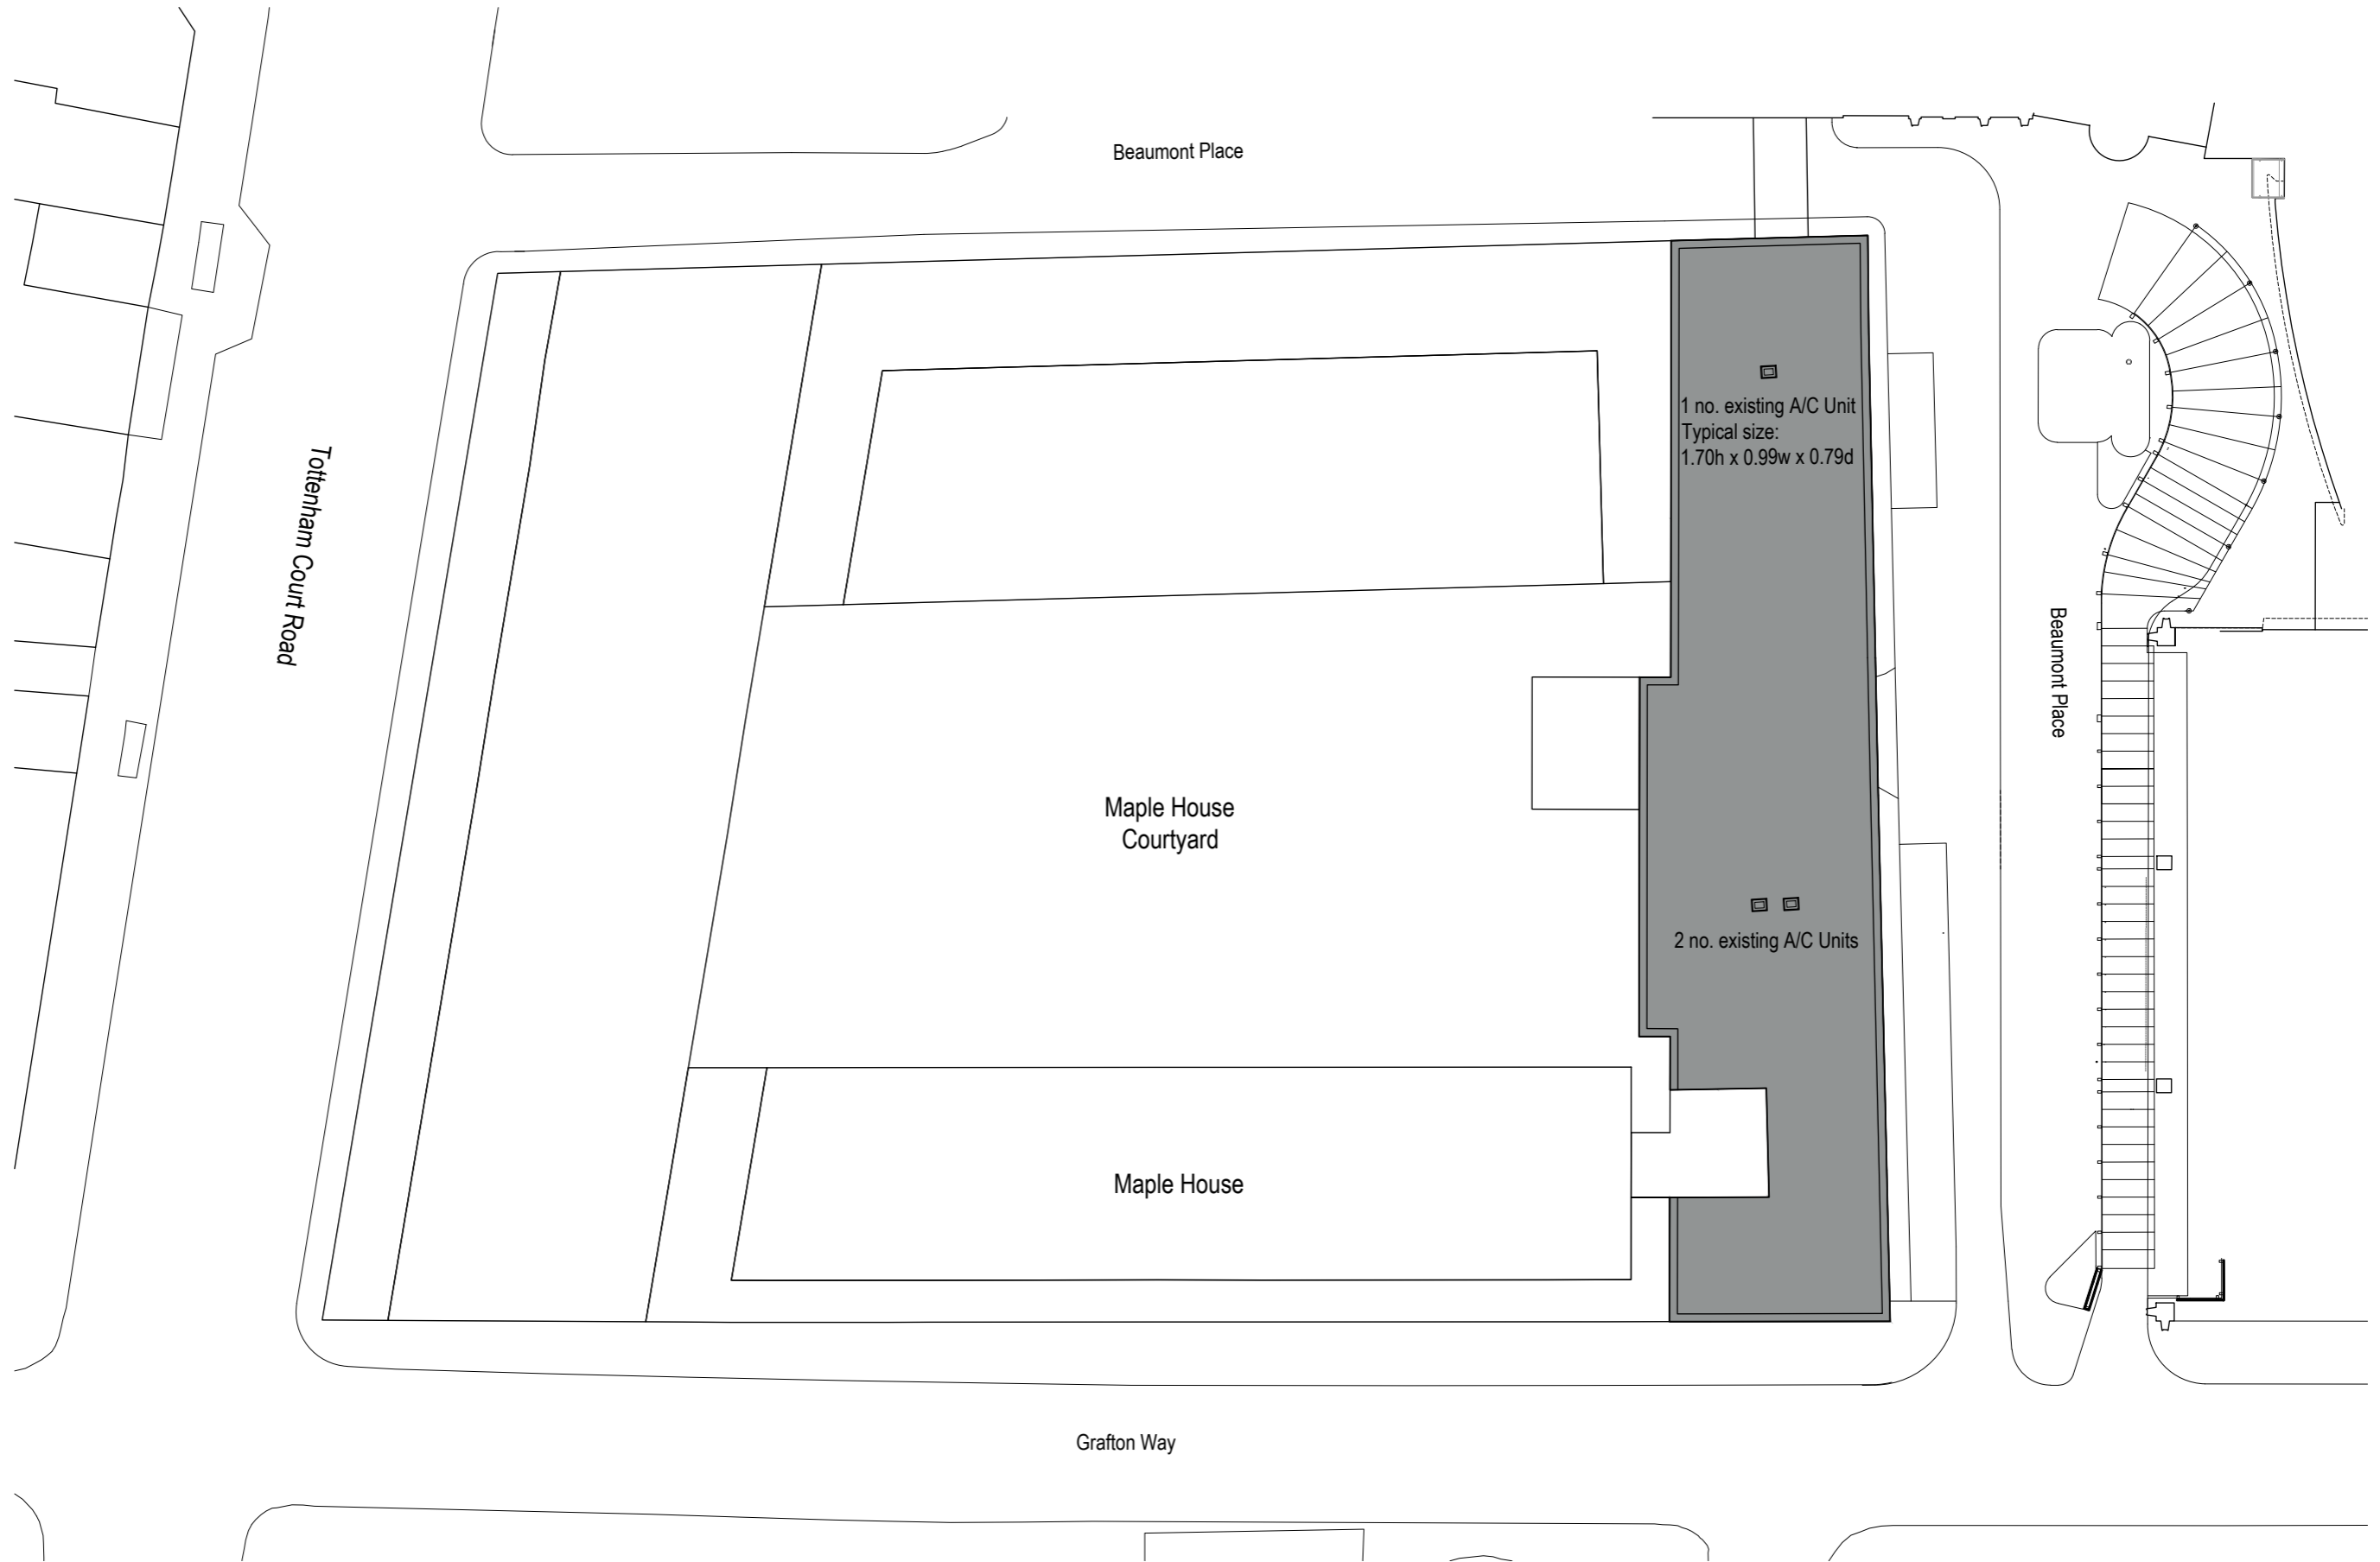 Beaumont Place
1 no. existing A/C Unit
Typical size:
1.70h x 0.99w x 0.79d
Tottenham Court Road
Beaumont Place
Maple House
Courtyard
2 no. existing A/C Units
Maple House
Grafton Way